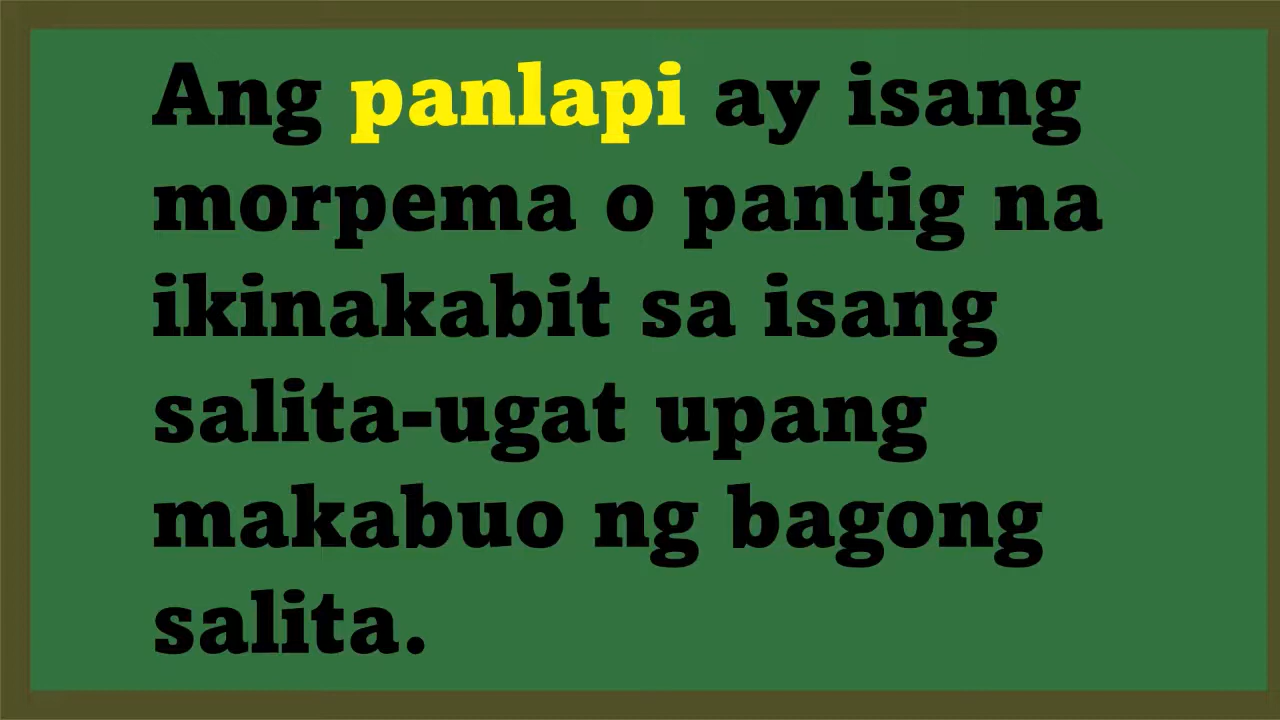 Ang panlapi ay isang
morpema o pantig na
ikinakabit sa isang
salita-ugat upang
makabuo ng bagong
salita.